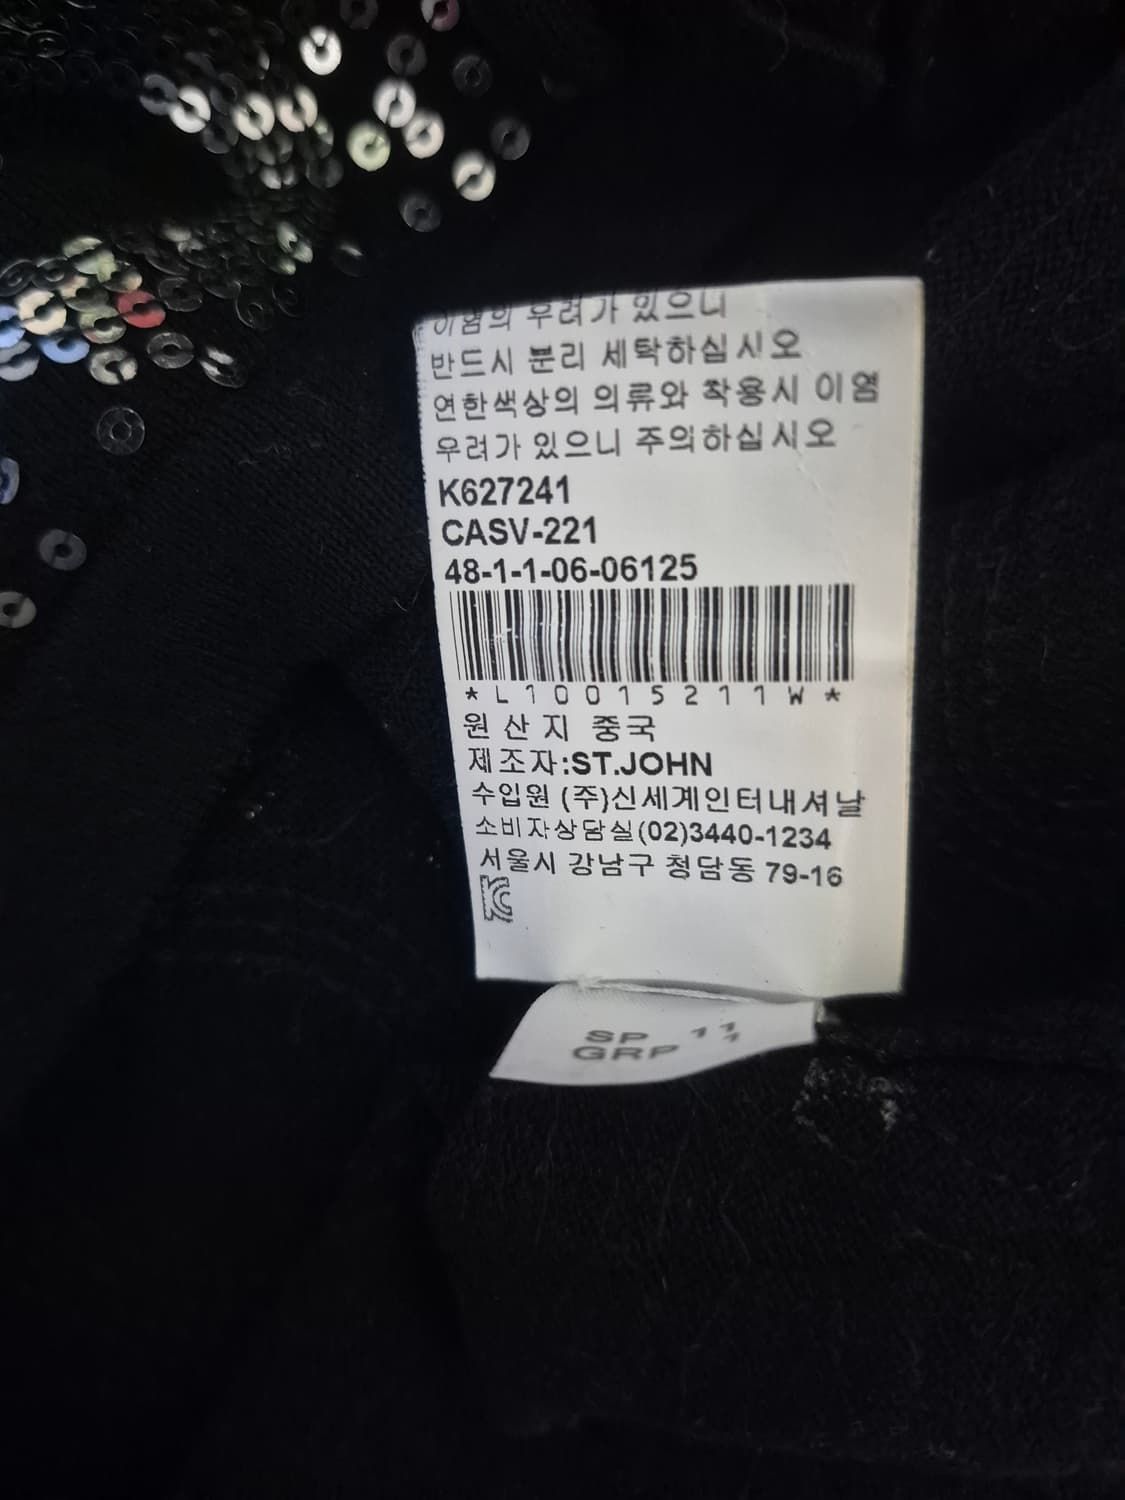 이염의 우려가 있으니
반드시 분리 세탁하십시오
연한색상의 의류와 착용시 이염
우려가 있으니 주의하십시오
K627241
CASV-221
48-1-1-06-06125
*L10015211W*
원산지 중국
제조자:ST.JOHN
수입원 (주)신세계인터내셔날
소비자상담실(02)3440-1234
서울시 강남구 청담동 79-16
KC
SP 11
GRP 1